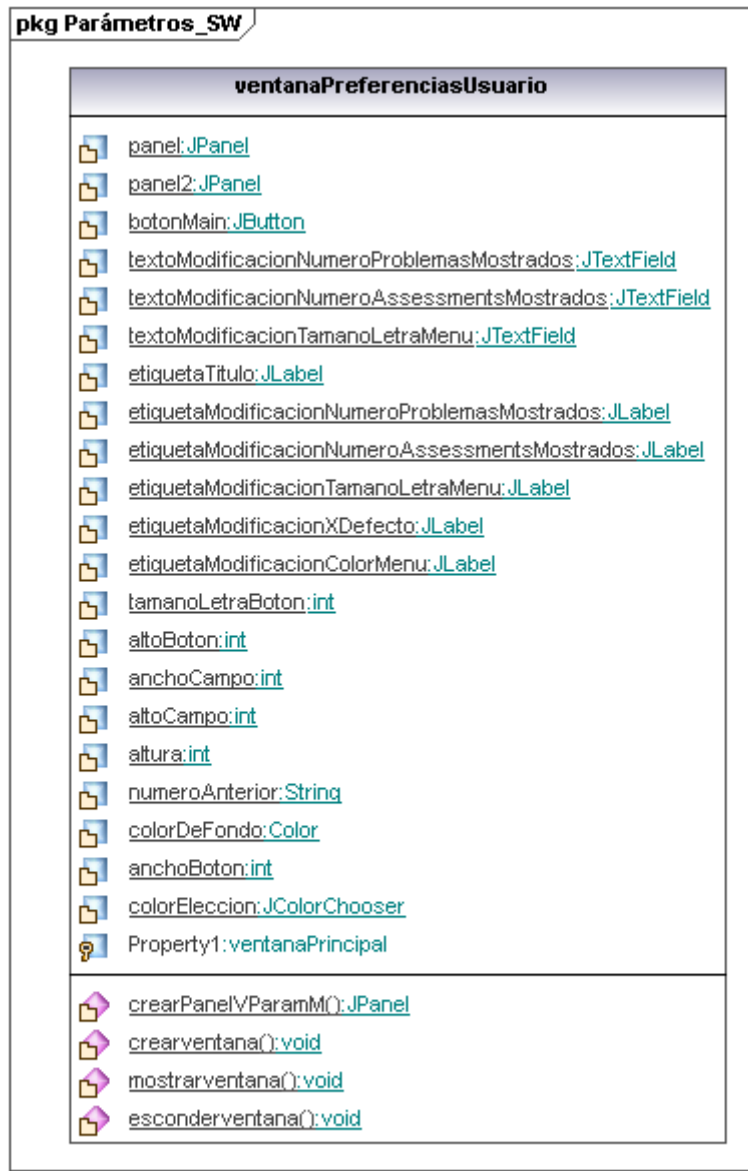 pkg Parámetros_SW
ventanaPreferenciasUsuario
panel:JPanel
panel2:JPanel
botonMain:JButton
textoModificacionNumeroProblemasMostrados:JTextField
textoModificacionNumeroAssessmentsMostrados:JTextField
textoModificacionTamanoLetraMenu:JTextField
etiquetaTitulo:JLabel
etiquetaModificacionNumeroProblemasMostrados:JLabel
etiquetaModificacionNumeroAssessmentsMostrados:JLabel
etiquetaModificacionTamanoLetraMenu:JLabel
etiquetaModificacionXDefecto:JLabel
etiquetaModificacionColorMenu:JLabel
tamanoLetraBoton:int
altoBoton:int
anchoCampo:int
altoCampo:int
altura:int
numeroAnterior:String
colorDeFondo:Color
anchoBoton:int
colorEleccion:JColorChooser
Property1:ventanaPrincipal
crearPanelVParamM():JPanel
crearventana():void
mostrarventana():void
esconderventana():void